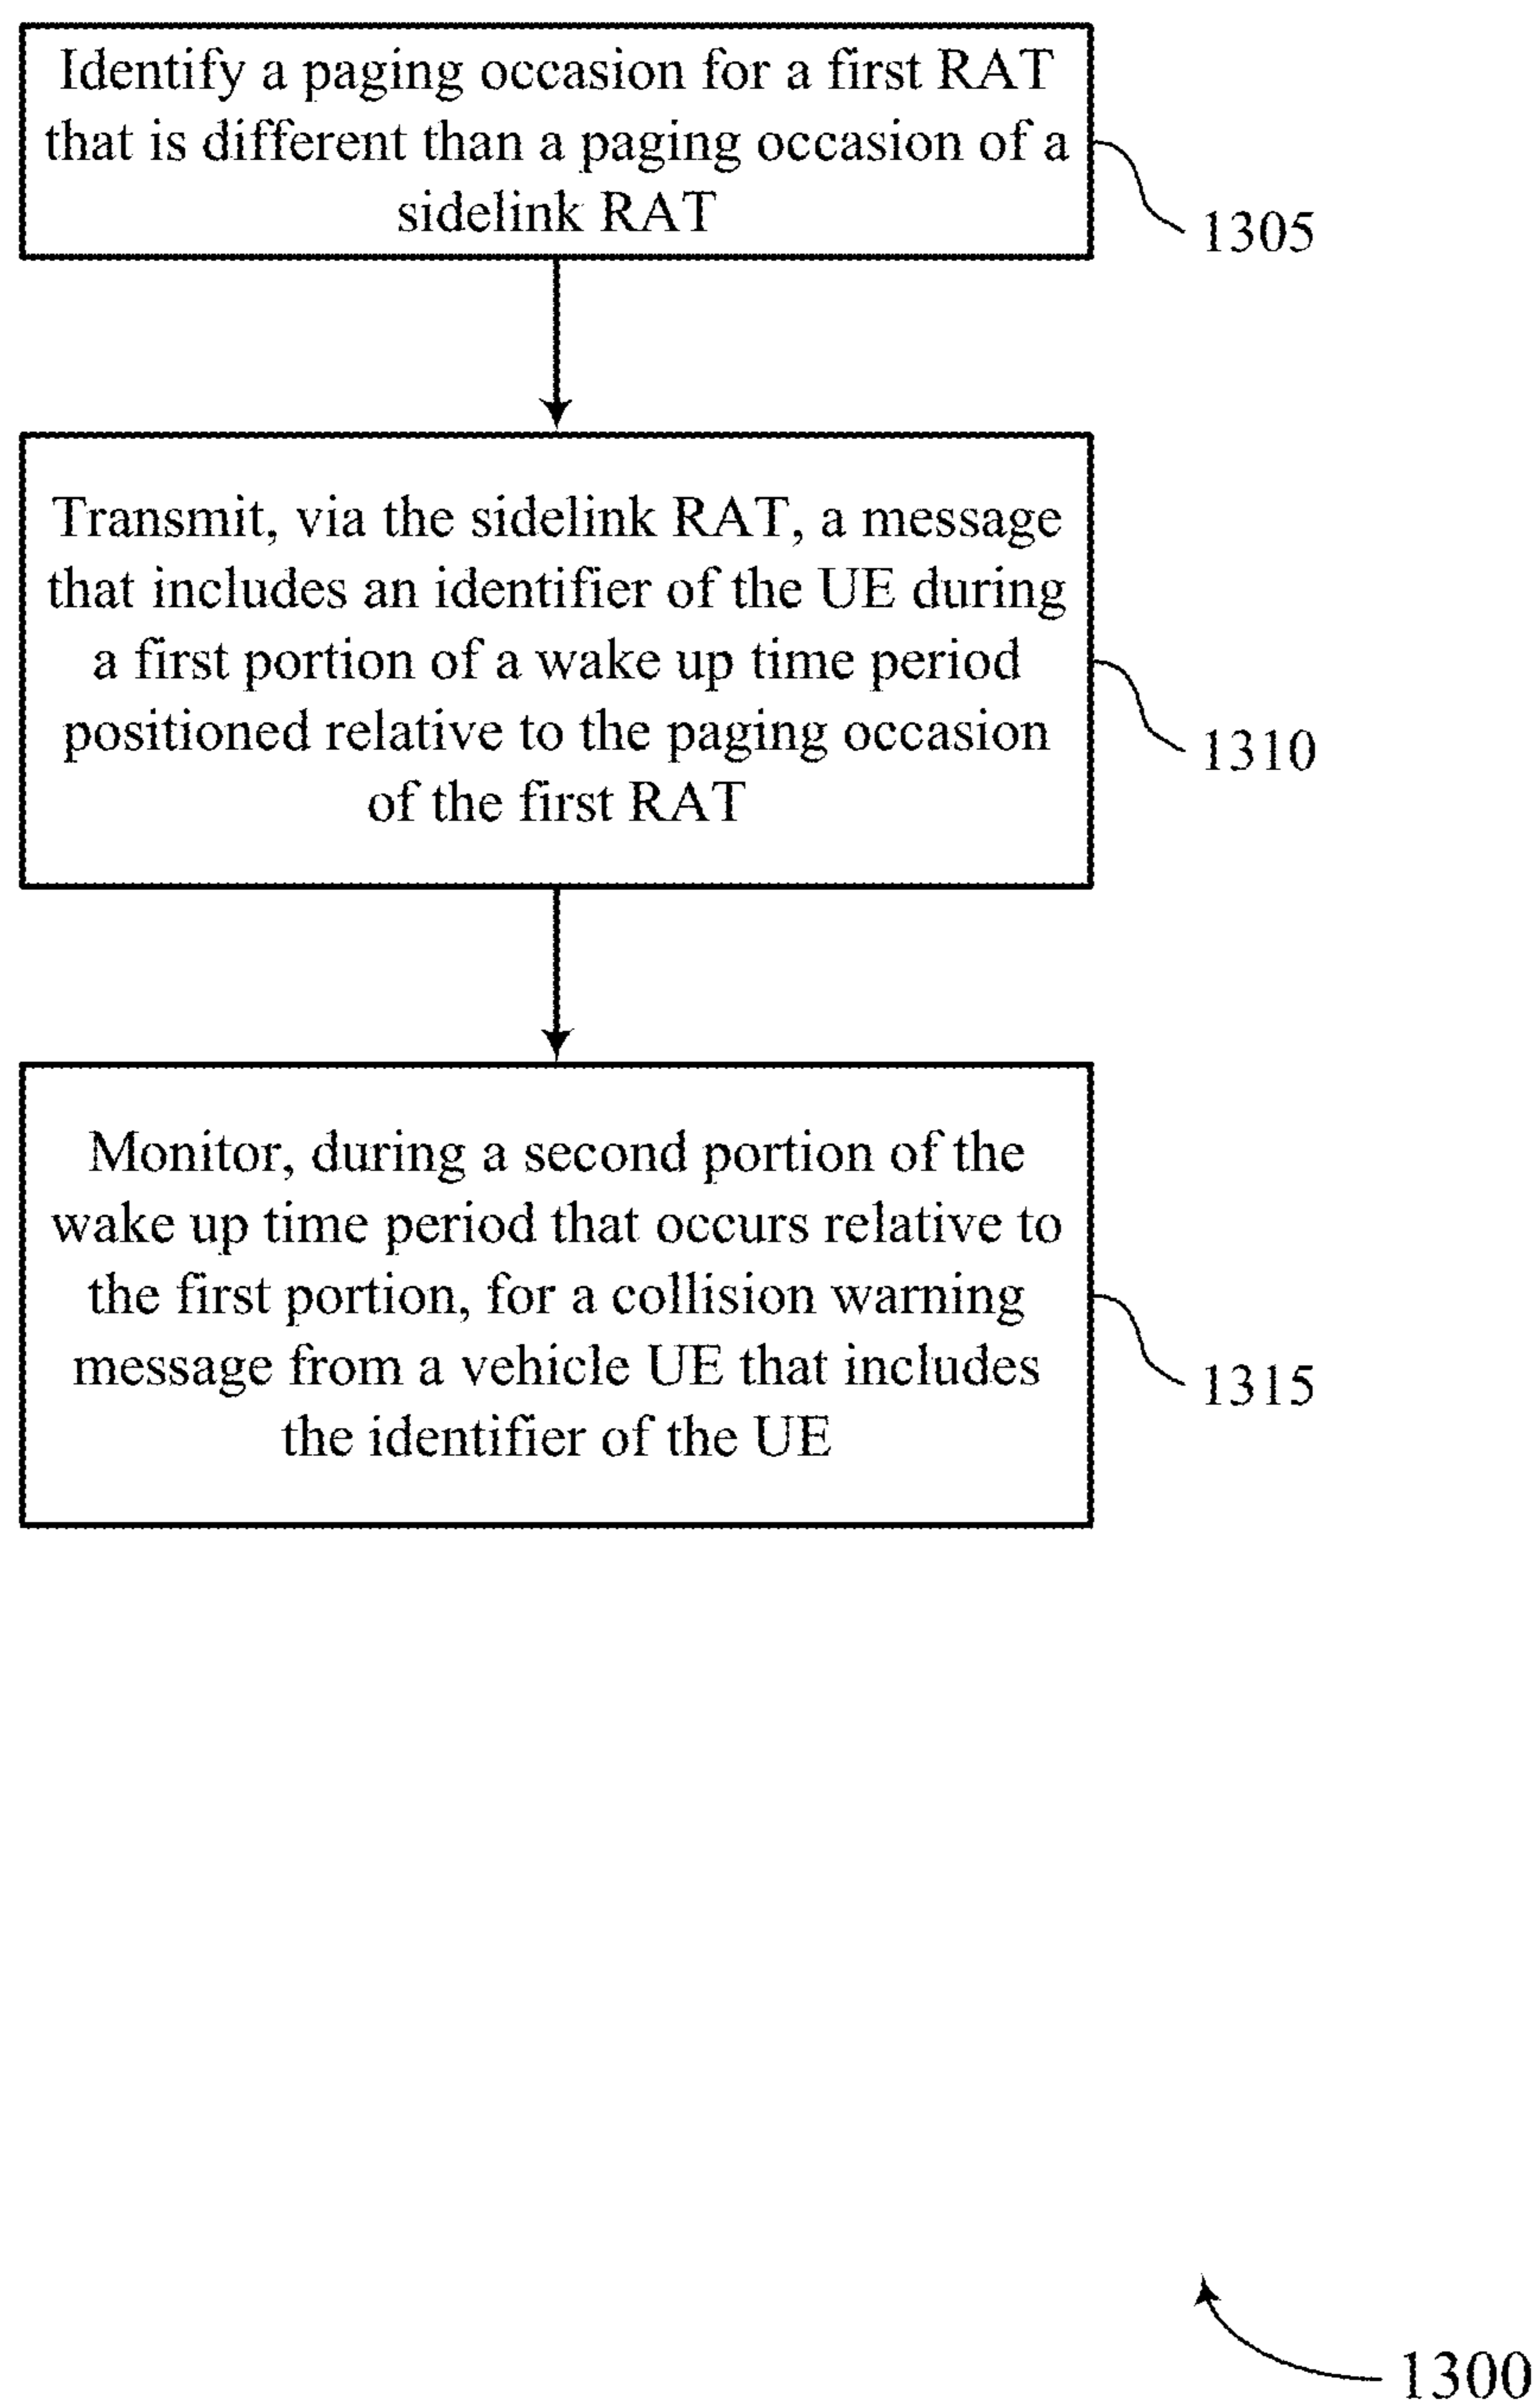 Identify a paging occasion for a first RAT
that is different than a paging occasion of a
sidelink RAT
1305
Transmit, via the sidelink RAT, a message
that includes an identifier of the UE during
a first portion of a wake up time period
positioned relative to the paging occasion
of the first RAT
1310
Monitor, during a second portion of the
wake up time period that occurs relative to
the first portion, for a collision warning
message from a vehicle UE that includes
the identifier of the UE
1315
1300